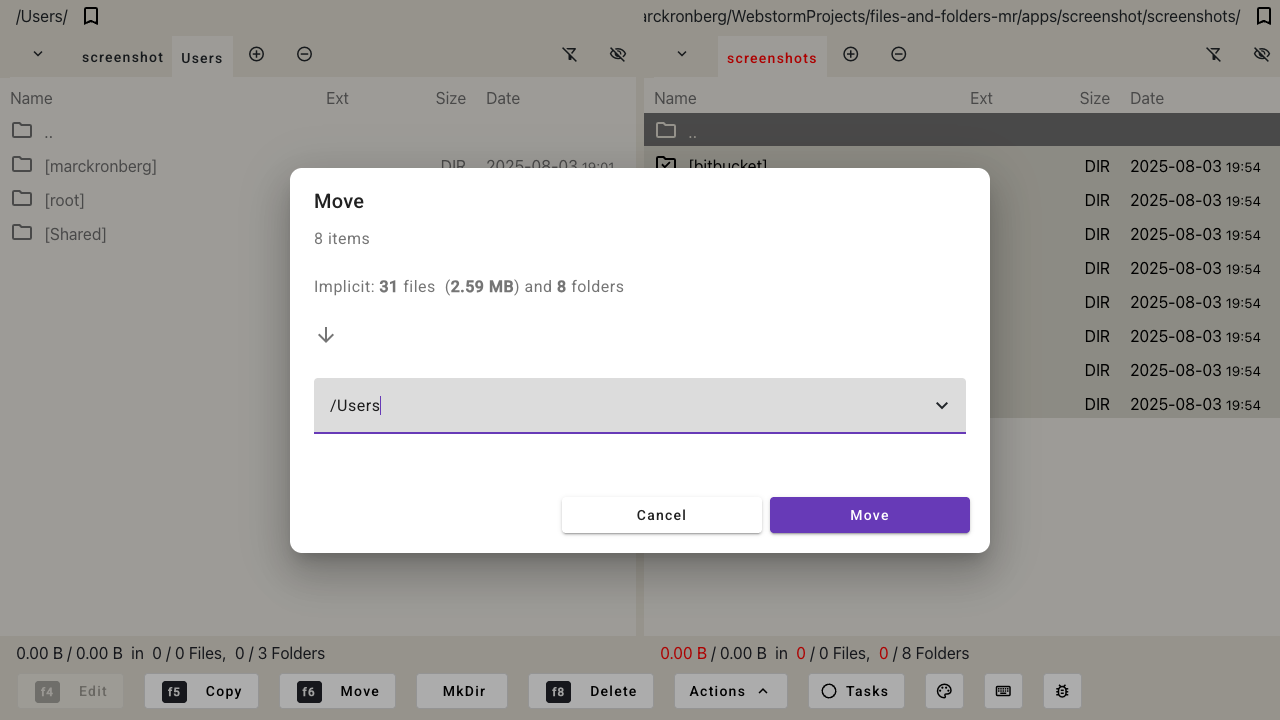 /Users/
arckronberg/WebstormProjects/files-and-folders-mr/apps/screenshot/screenshots/
screenshot Users
screenshots
Name Ext Size Date
Name Ext Size Date
..
..
[marckronberg] DIR 2025-08-03 19:01
[bitbucket] DIR 2025-08-03 19:54
[root]
DIR 2025-08-03 19:54
[Shared]
DIR 2025-08-03 19:54
DIR 2025-08-03 19:54
DIR 2025-08-03 19:54
DIR 2025-08-03 19:54
DIR 2025-08-03 19:54
DIR 2025-08-03 19:54
Move
8 items
Implicit: 31 files (2.59 MB) and 8 folders
/Users
Cancel Move
0.00 B / 0.00 B in 0 / 0 Files, 0 / 3 Folders
0.00 B / 0.00 B in 0 / 0 Files, 0 / 8 Folders
f4 Edit f5 Copy f6 Move MkDir f8 Delete Actions Tasks